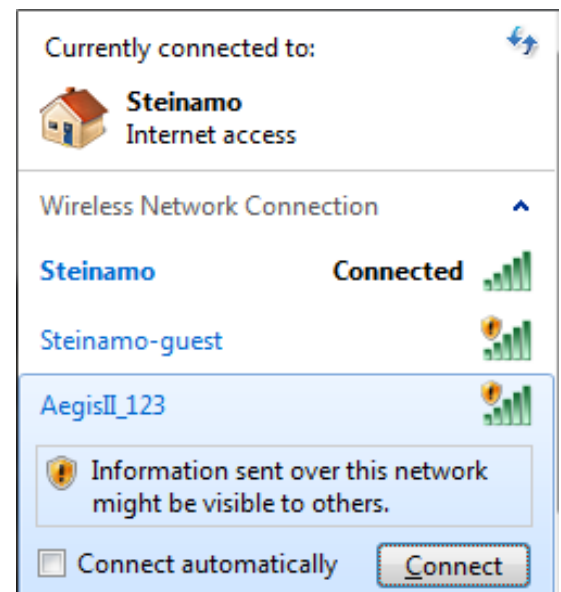 Currently connected to:
Steinamo
Internet access
Wireless Network Connection
Steinamo Connected
Steinamo-guest
AegisII_123
Information sent over this network
might be visible to others.
Connect automatically Connect